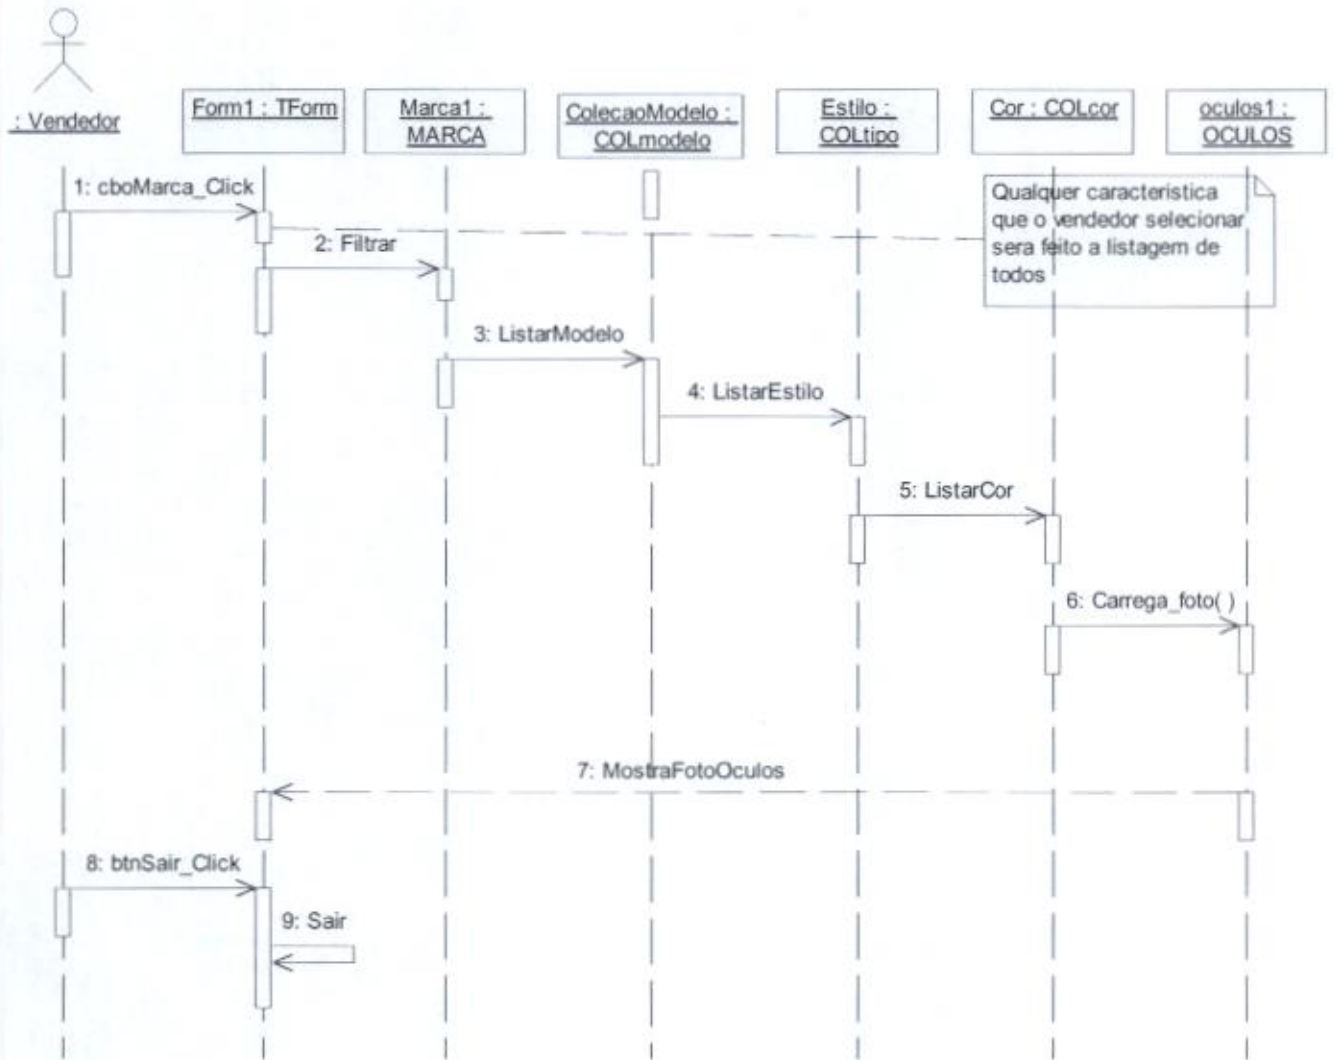 : Vendedor
Form1 : TForm
Marca1 :
MARCA
ColecaoModelo :
COLmodelo
Estilo :
COLtipo
Cor : COLcor
oculos1 :
OCULOS
1: cboMarca_Click
Qualquer caracteristica
que o vendedor selecionar
sera feito a listagem de
todos
2: Filtrar
3: ListarModelo
4: ListarEstilo
5: ListarCor
6: Carrega_foto( )
7: MostraFotoOculos
8: btnSair_Click
9: Sair